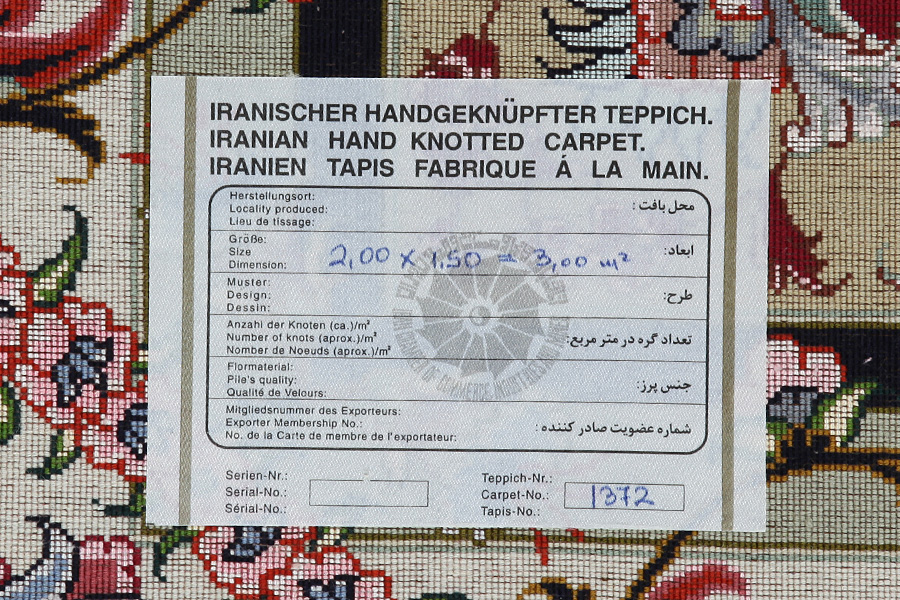 IRANISCHER HANDGEKNÜPFTER TEPPICH.
IRANIAN HAND KNOTTED CARPET.
IRANIEN TAPIS FABRIQUE Á LA MAIN.
Herstellungsort:
Locality produced:
Lieu de tissage:
محل بافت :
Größe:
Size
Dimension:
2,00 x 1,50 = 3,00 m²
ابعاد:
Muster:
Design:
Dessin:
طرح:
Anzahl der Knoten (ca.)/m²
Number of knots (aprox.)/m²
Nomber de Noeuds (aprox.)/m²
تعداد گره در متر مربع:
Flormaterial:
Pile's quality:
Qualité de Velours:
جنس پرز:
Mitgliedsnummer des Exporteurs:
Exporter Membership No.:
No. de la Carte de membre de l'exportateur:
شماره عضویت صادر کننده :
Serien-Nr.:
Serial-No.:
Sérial-No.:
Teppich-Nr.:
Carpet-No.:
Tapis-No.:
1372